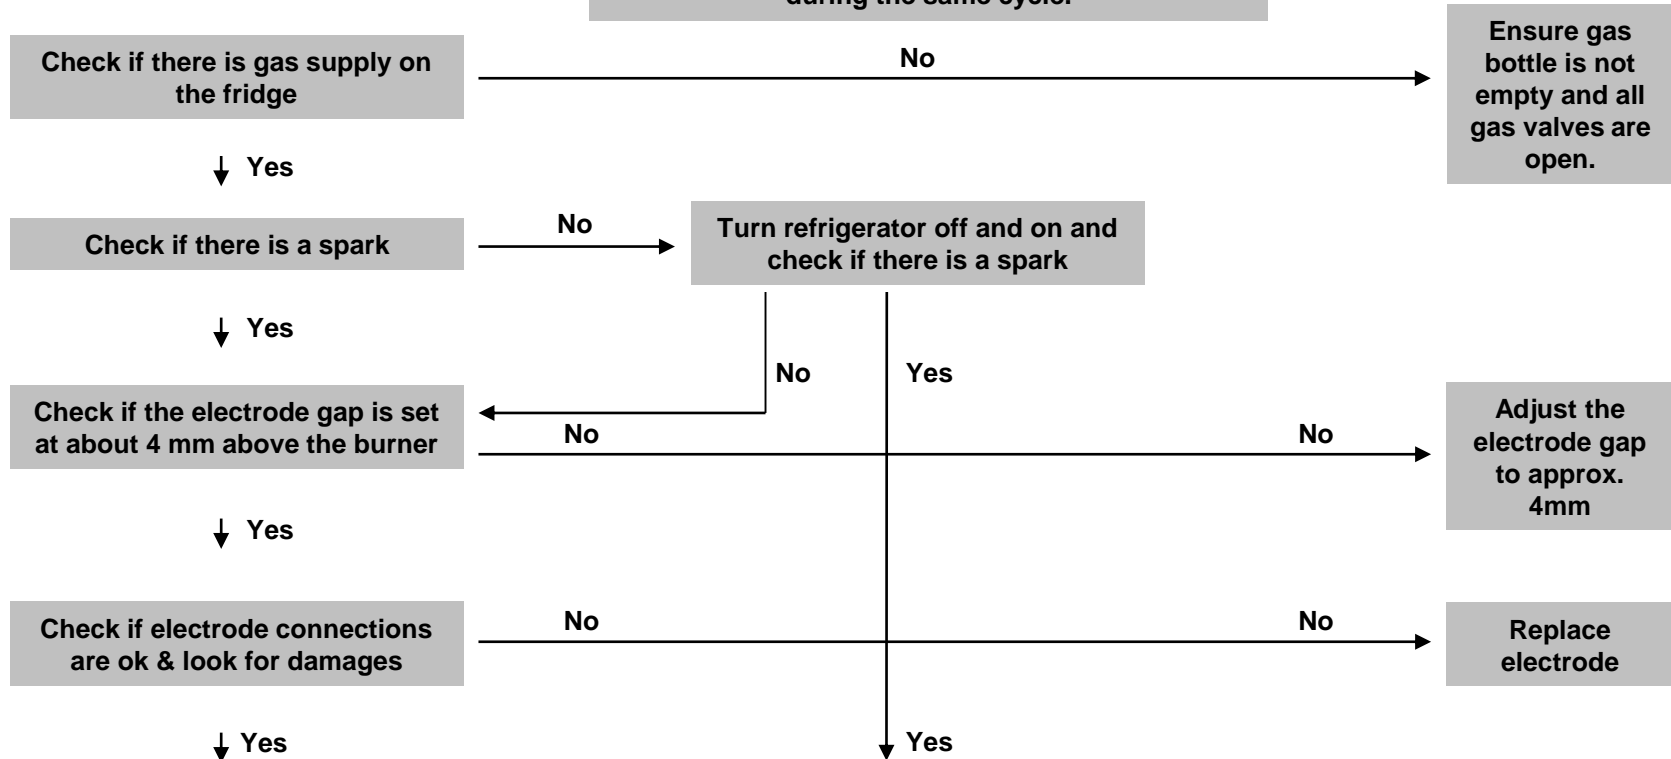 during the same cycle.
Check if there is gas supply on
the fridge
No
Ensure gas
bottle is not
empty and all
gas valves are
open.
Yes
Check if there is a spark
No
Turn refrigerator off and on and
check if there is a spark
Yes
No
Yes
Check if the electrode gap is set
at about 4 mm above the burner
No
No
Adjust the
electrode gap
to approx.
4mm
Yes
Check if electrode connections
are ok & look for damages
No
No
Replace
electrode
Yes
Yes